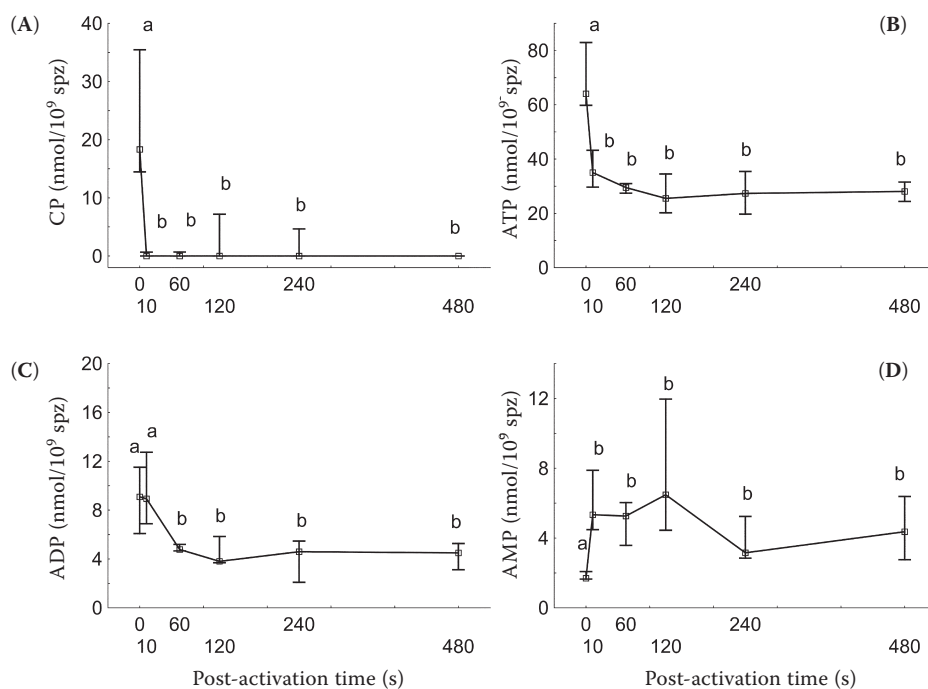 (A)
CP (nmol/10⁹ spz)
40
30
20
10
0
a
b
b
b
b
b
0 60 240
10 120 480
(B)
ATP (nmol/10⁹⁻ spz)
80
60
40
20
0
a
b
b
b
b
b
0 60 240
10 120 480
(C)
ADP (nmol/10⁹ spz)
20
16
12
8
4
0
a
a
b
b
b
b
0 60 240
10 120 480
Post-activation time (s)
(D)
AMP (nmol/10⁹ spz)
12
8
4
0
a
b
b
b
b
b
0 60 240
10 120 480
Post-activation time (s)